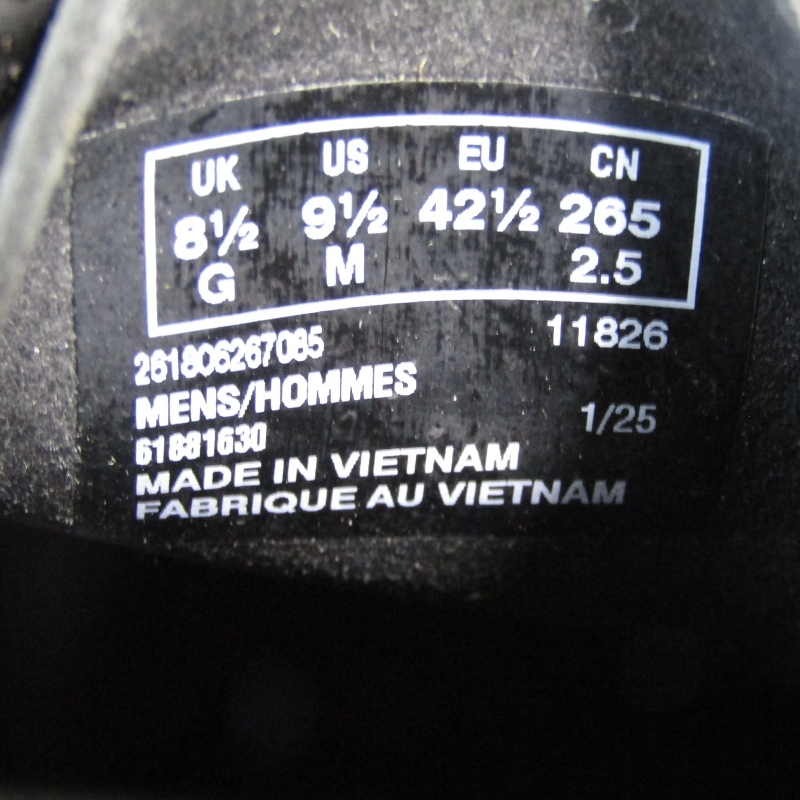 UK US EU CN
8½ 9½ 42½ 265
G M 2.5
261806267085 11826
MENS/HOMMES
61881630 1/25
MADE IN VIETNAM
FABRIQUE AU VIETNAM